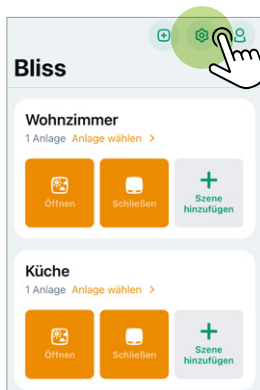 Bliss
Wohnzimmer
1 Anlage Anlage wählen >
Öffnen
Schließen
Szene
hinzufügen
Küche
1 Anlage Anlage wählen >
Öffnen
Schließen
Szene
hinzufügen